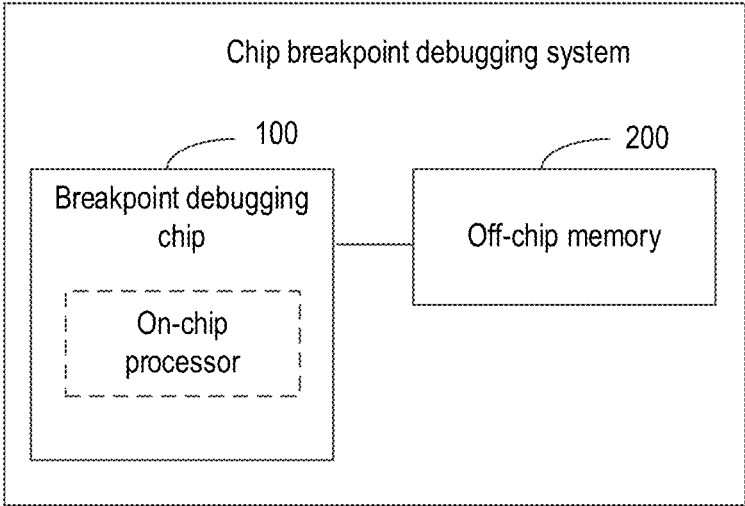 Chip breakpoint debugging system
100
200
Breakpoint debugging
chip
Off-chip memory
On-chip
processor